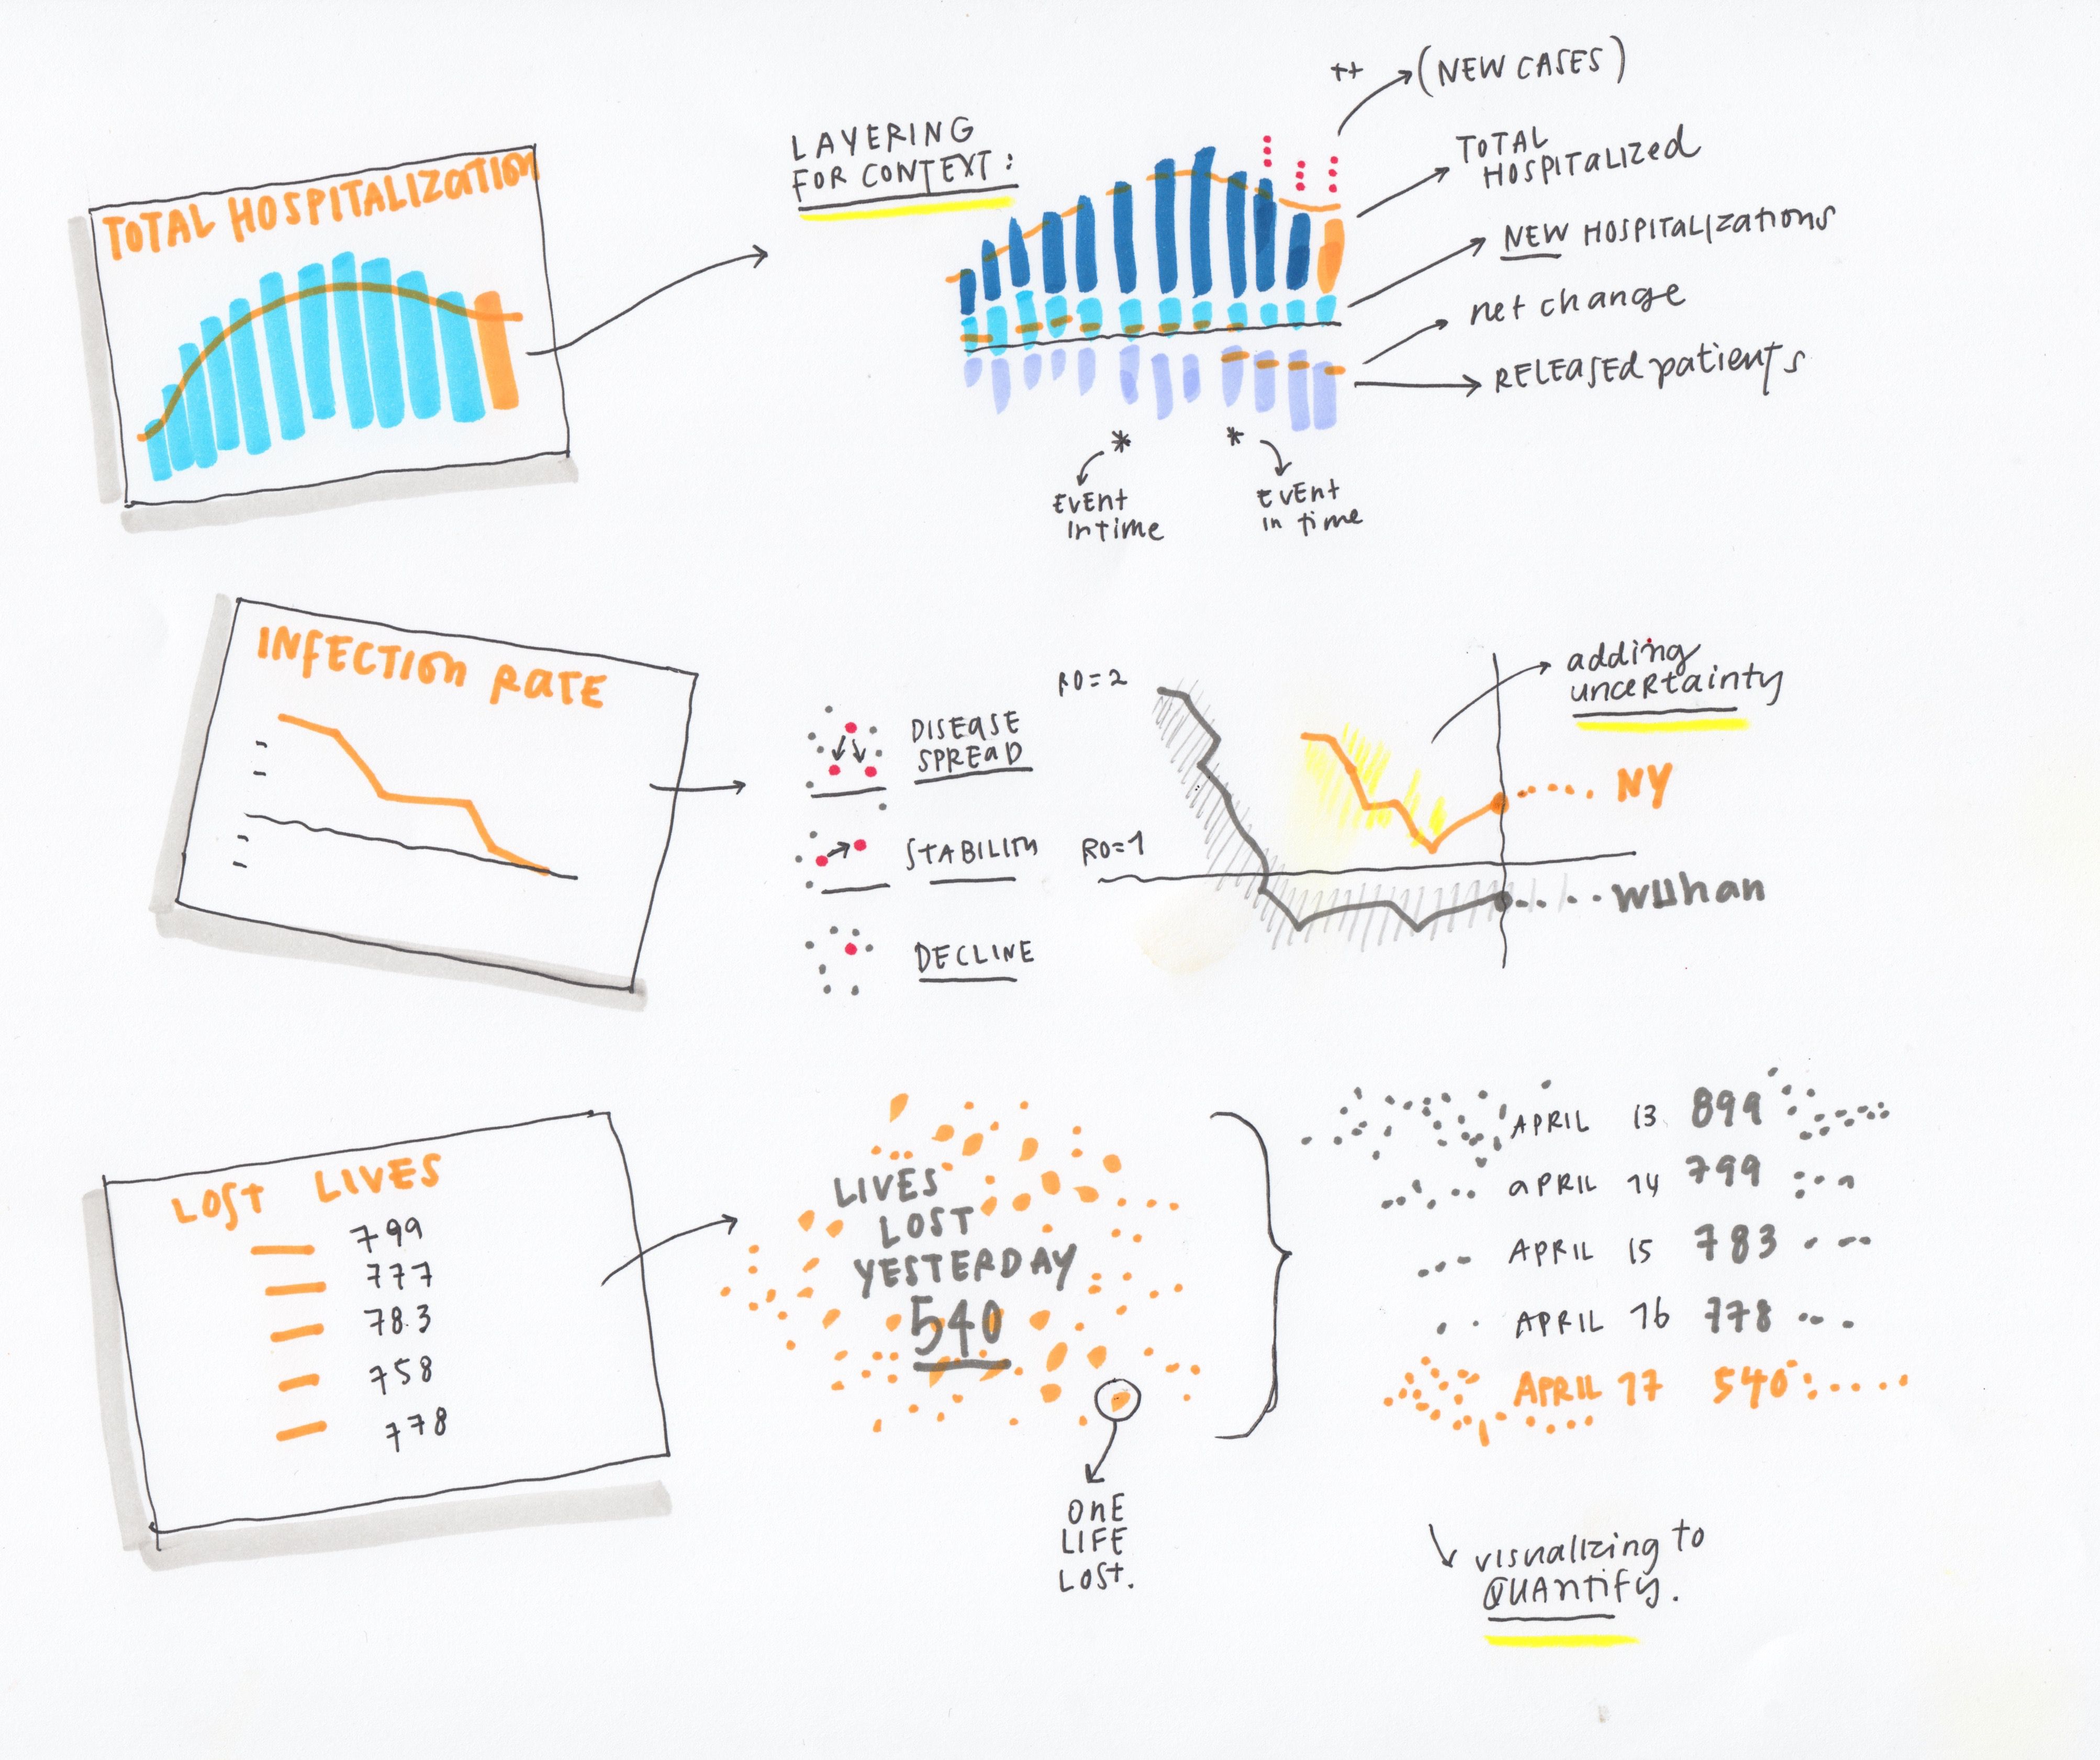 TOTAL HOSPITALIZATION
LAYERING
FOR CONTEXT:
++
(NEW CASES)
TOTAL
HOSPITALIZED
NEW HOSPITALIZATIONS
net change
RELEASED patients
*
*
EVENT
IN TIME
EVENT
IN TIME
INFECTION RATE
DISEASE
SPREAD
STABILITY
DECLINE
R0=2
R0=1
adding
uncertainty
NY
WUHAN
LOST LIVES
799
777
78.3
758
778
LIVES
LOST
YESTERDAY
540
ONE
LIFE
LOST.
APRIL 13 899
APRIL 14 799
APRIL 15 783
APRIL 16 778
APRIL 17 540
visualizing to
QUANTIFY.